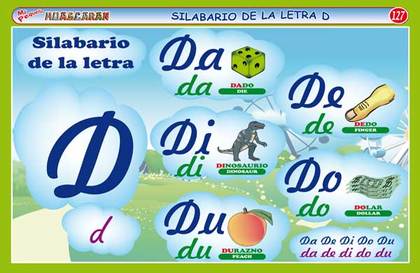 Mi Pequeño HUASCARAN
SILABARIO DE LA LETRA D
127
Silabario
de la letra
D
d
Da
da
DADO
DIE
De
de
DEDO
FINGER
Di
di
DINOSAURIO
DINOSAUR
Do
do
DOLAR
DOLLAR
Du
du
DURAZNO
PEACH
Da De Di Do Du
da de di do du